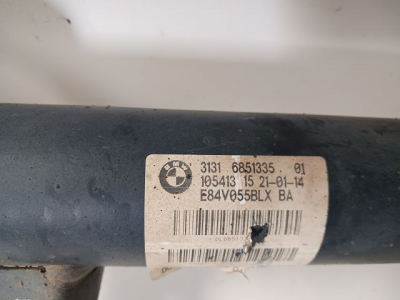 BMW
3131 6851335. 01
105413 15 21-01-14
E84V055BLX BA